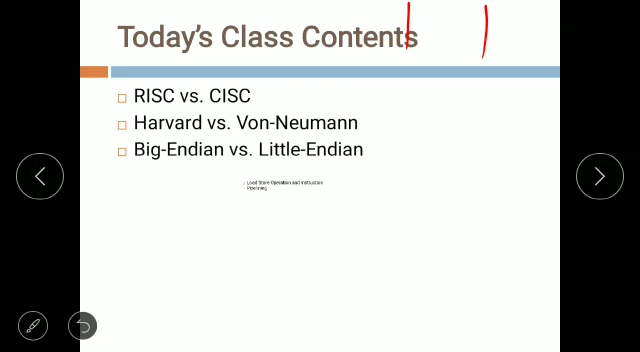 Today's Class Contents
RISC vs. CISC
Harvard vs. Von-Neumann
Big-Endian vs. Little-Endian
Load Store Operation and Instruction
Pipelining